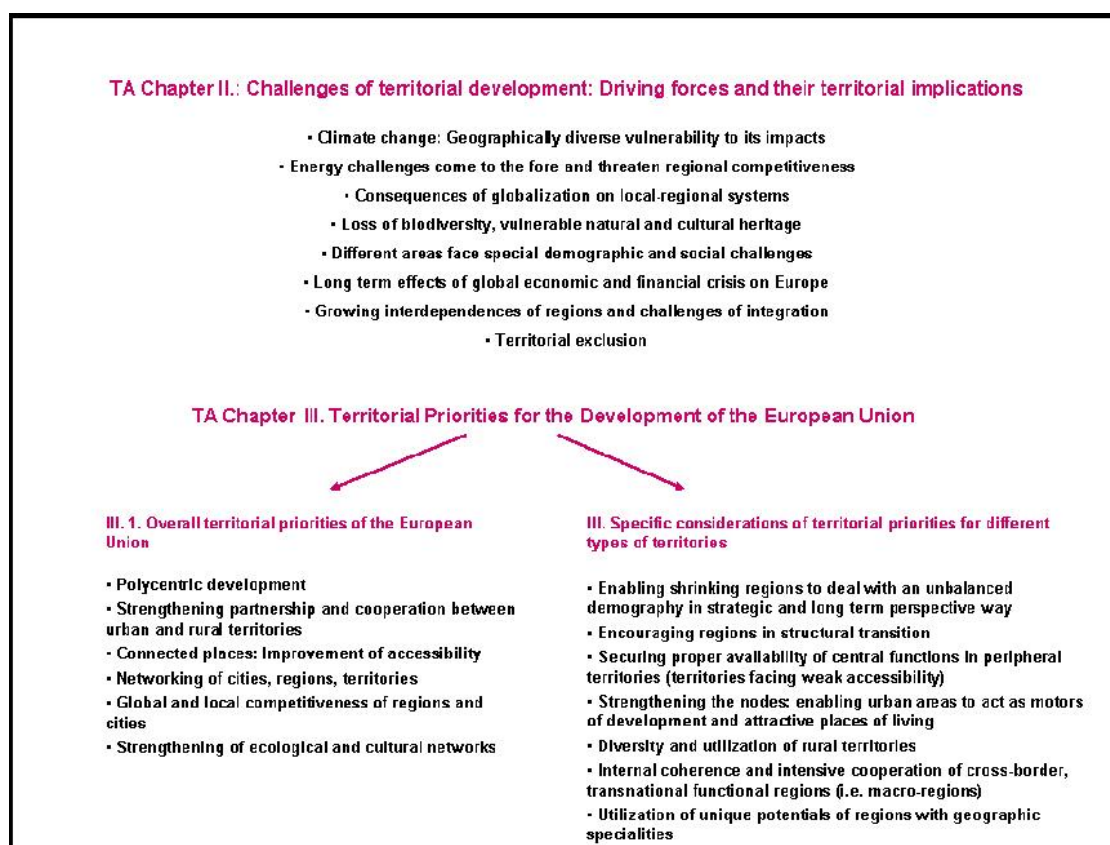 TA Chapter II.: Challenges of territorial development: Driving forces and their territorial implications
▪ Climate change: Geographically diverse vulnerability to its impacts
▪ Energy challenges come to the fore and threaten regional competitiveness
▪ Consequences of globalization on local-regional systems
▪ Loss of biodiversity, vulnerable natural and cultural heritage
▪ Different areas face special demographic and social challenges
▪ Long term effects of global economic and financial crisis on Europe
▪ Growing interdependences of regions and challenges of integration
▪ Territorial exclusion
TA Chapter III. Territorial Priorities for the Development of the European Union
III. 1. Overall territorial priorities of the European
Union
▪ Polycentric development
▪ Strengthening partnership and cooperation between
urban and rural territories
▪ Connected places: Improvement of accessibility
▪ Networking of cities, regions, territories
▪ Global and local competitiveness of regions and
cities
▪ Strengthening of ecological and cultural networks
III. Specific considerations of territorial priorities for different
types of territories
▪ Enabling shrinking regions to deal with an unbalanced
demography in strategic and long term perspective way
▪ Encouraging regions in structural transition
▪ Securing proper availability of central functions in peripheral
territories (territories facing weak accessibility)
▪ Strengthening the nodes: enabling urban areas to act as motors
of development and attractive places of living
▪ Diversity and utilization of rural territories
▪ Internal coherence and intensive cooperation of cross-border,
transnational functional regions (i.e. macro-regions)
▪ Utilization of unique potentials of regions with geographic
specialities